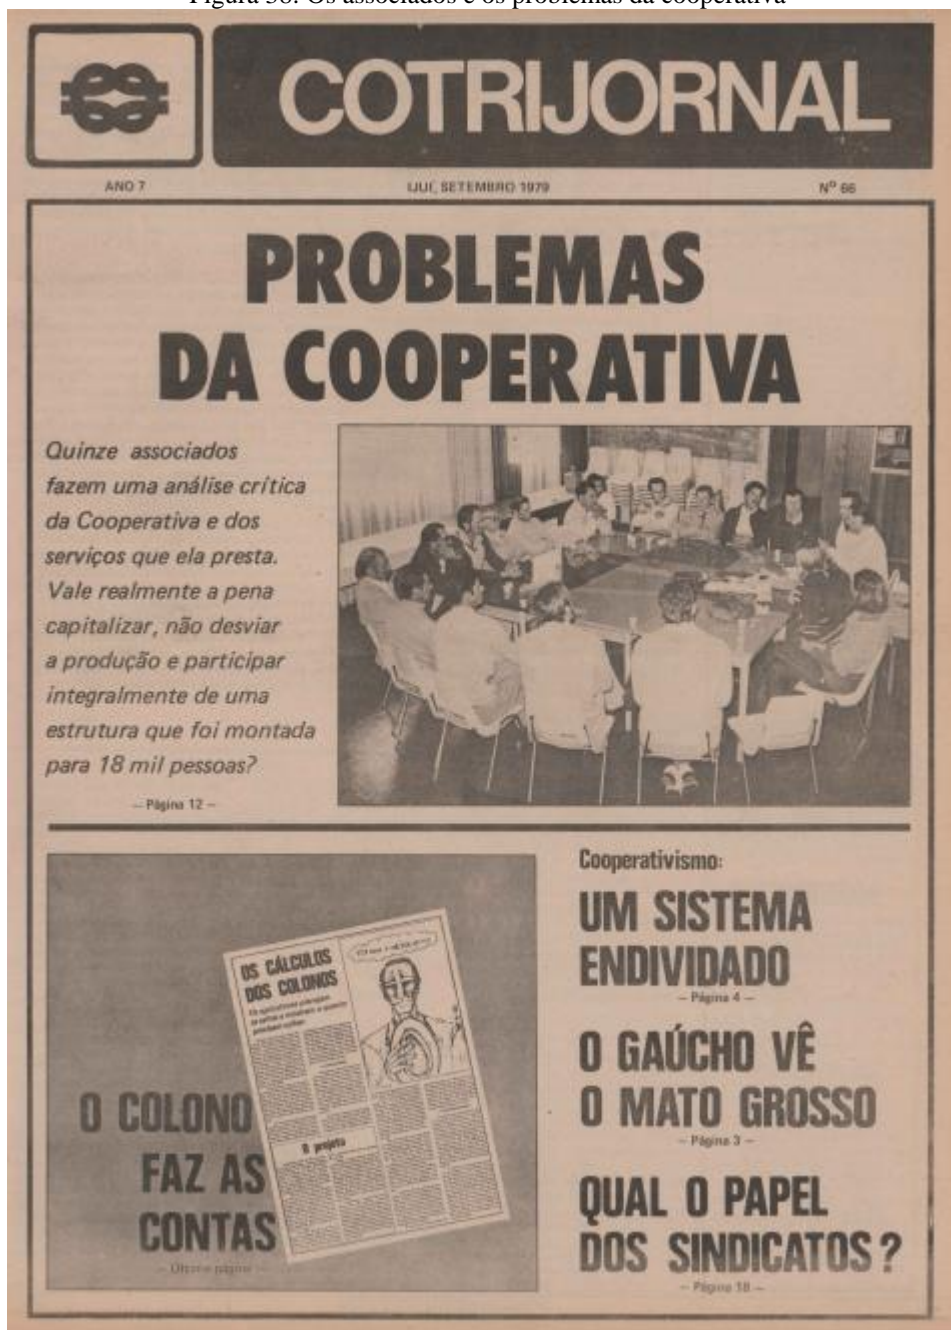 Figura 38: Os associados e os problemas da cooperativa
COTRIJORNAL
ANO 7
IJUÍ, SETEMBRO 1979
Nº 66
PROBLEMAS
DA COOPERATIVA
Quinze associados
fazem uma análise crítica
da Cooperativa e dos
serviços que ela presta.
Vale realmente a pena
capitalizar, não desviar
a produção e participar
integralmente de uma
estrutura que foi montada
para 18 mil pessoas?
— Página 12 —
OS CÁLCULOS
DOS COLONOS
O projeto
O COLONO
FAZ AS
CONTAS
— Última página —
Cooperativismo:
UM SISTEMA
ENDIVIDADO
— Página 4 —
O GAÚCHO VÊ
O MATO GROSSO
— Página 3 —
QUAL O PAPEL
DOS SINDICATOS?
— Página 18 —